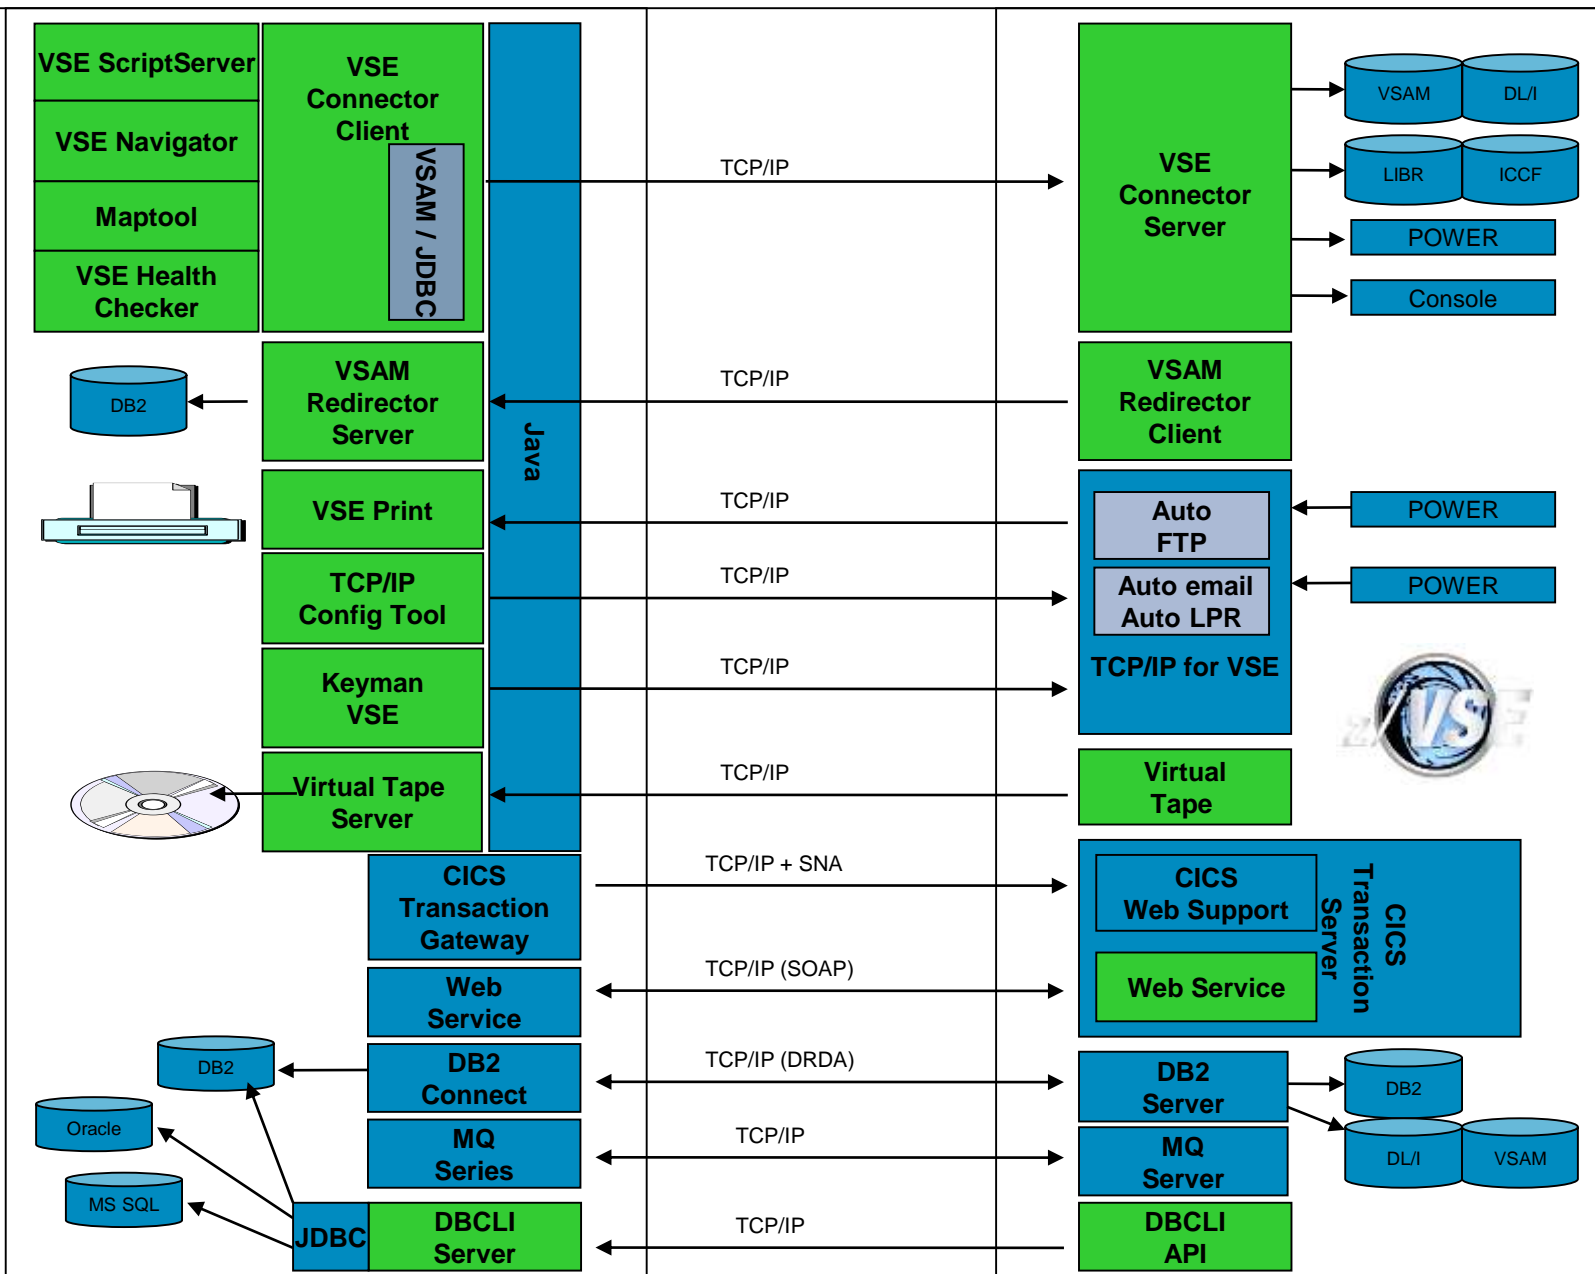 VSE ScriptServer
VSE Navigator
Maptool
VSE Health
Checker
VSE
Connector
Client
VSAM / JDBC
Java
TCP/IP
VSE
Connector
Server
VSAM
DL/I
LIBR
ICCF
POWER
Console
DB2
VSAM
Redirector
Server
TCP/IP
VSAM
Redirector
Client
VSE Print
TCP/IP
Auto
FTP
POWER
TCP/IP
Config Tool
TCP/IP
Auto email
Auto LPR
POWER
Keyman
VSE
TCP/IP
TCP/IP for VSE
z/VSE
Virtual Tape
Server
TCP/IP
Virtual
Tape
CICS
Transaction
Gateway
TCP/IP + SNA
CICS
Web Support
CICS
Transaction
Server
Web
Service
TCP/IP (SOAP)
Web Service
DB2
DB2
Connect
TCP/IP (DRDA)
DB2
Server
DB2
Oracle
MQ
Series
TCP/IP
MQ
Server
DL/I
VSAM
MS SQL
JDBC
DBCLI
Server
TCP/IP
DBCLI
API